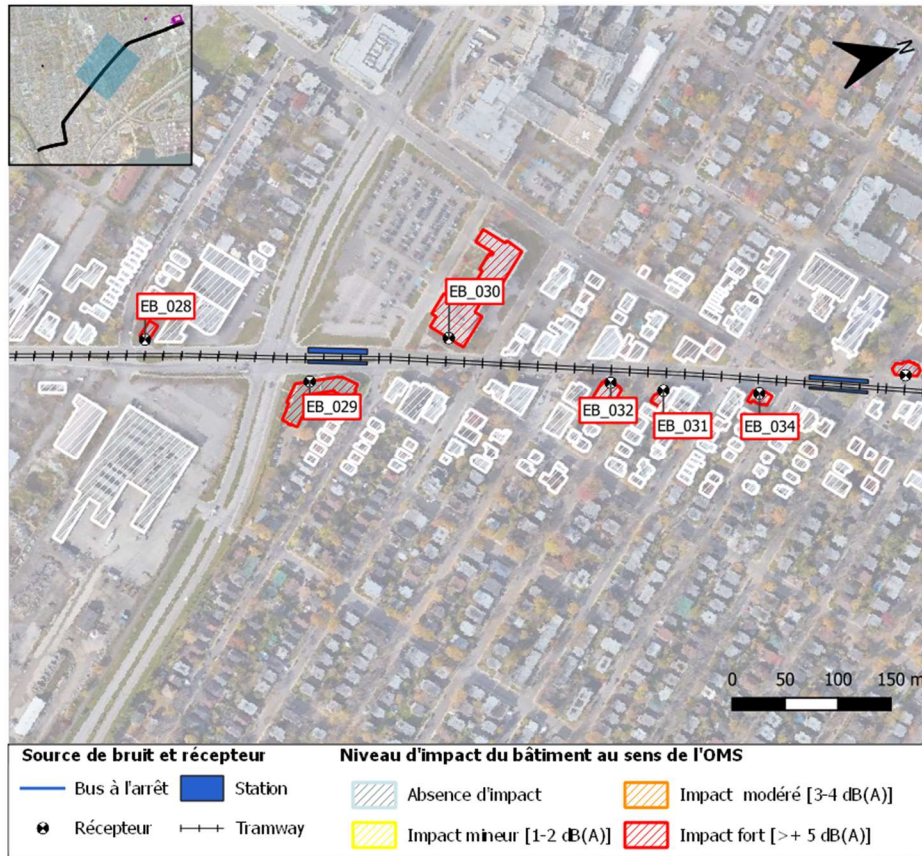 N
EB_028
EB_030
EB_029
EB_032
EB_031
EB_034
0 50 100 150 m
Source de bruit et récepteur
Bus à l'arrêt
Station
Récepteur
Tramway
Niveau d'impact du bâtiment au sens de l'OMS
Absence d'impact
Impact modéré [3-4 dB(A)]
Impact mineur [1-2 dB(A)]
Impact fort [>+ 5 dB(A)]